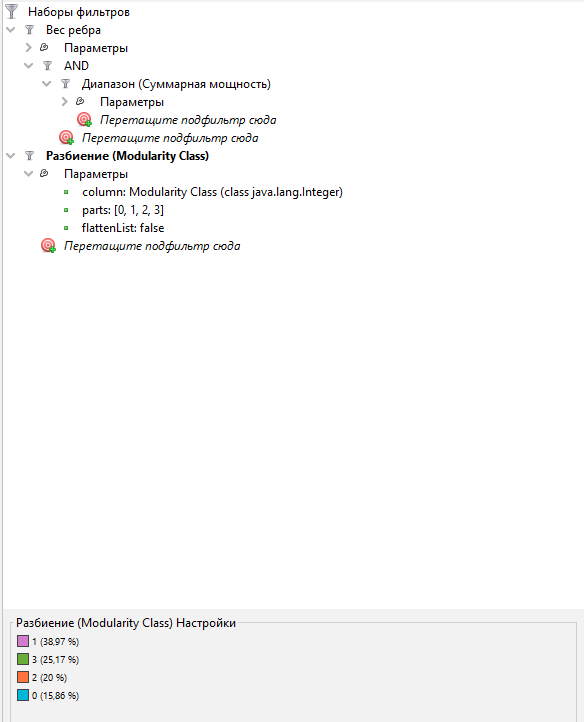 Наборы фильтров
Вес ребра
Параметры
AND
Диапазон (Суммарная мощность)
Параметры
Перетащите подфильтр сюда
Перетащите подфильтр сюда
Разбиение (Modularity Class)
Параметры
column: Modularity Class (class java.lang.Integer)
parts: [0, 1, 2, 3]
flattenList: false
Перетащите подфильтр сюда
Разбиение (Modularity Class) Настройки
1 (38,97 %)
3 (25,17 %)
2 (20 %)
0 (15,86 %)